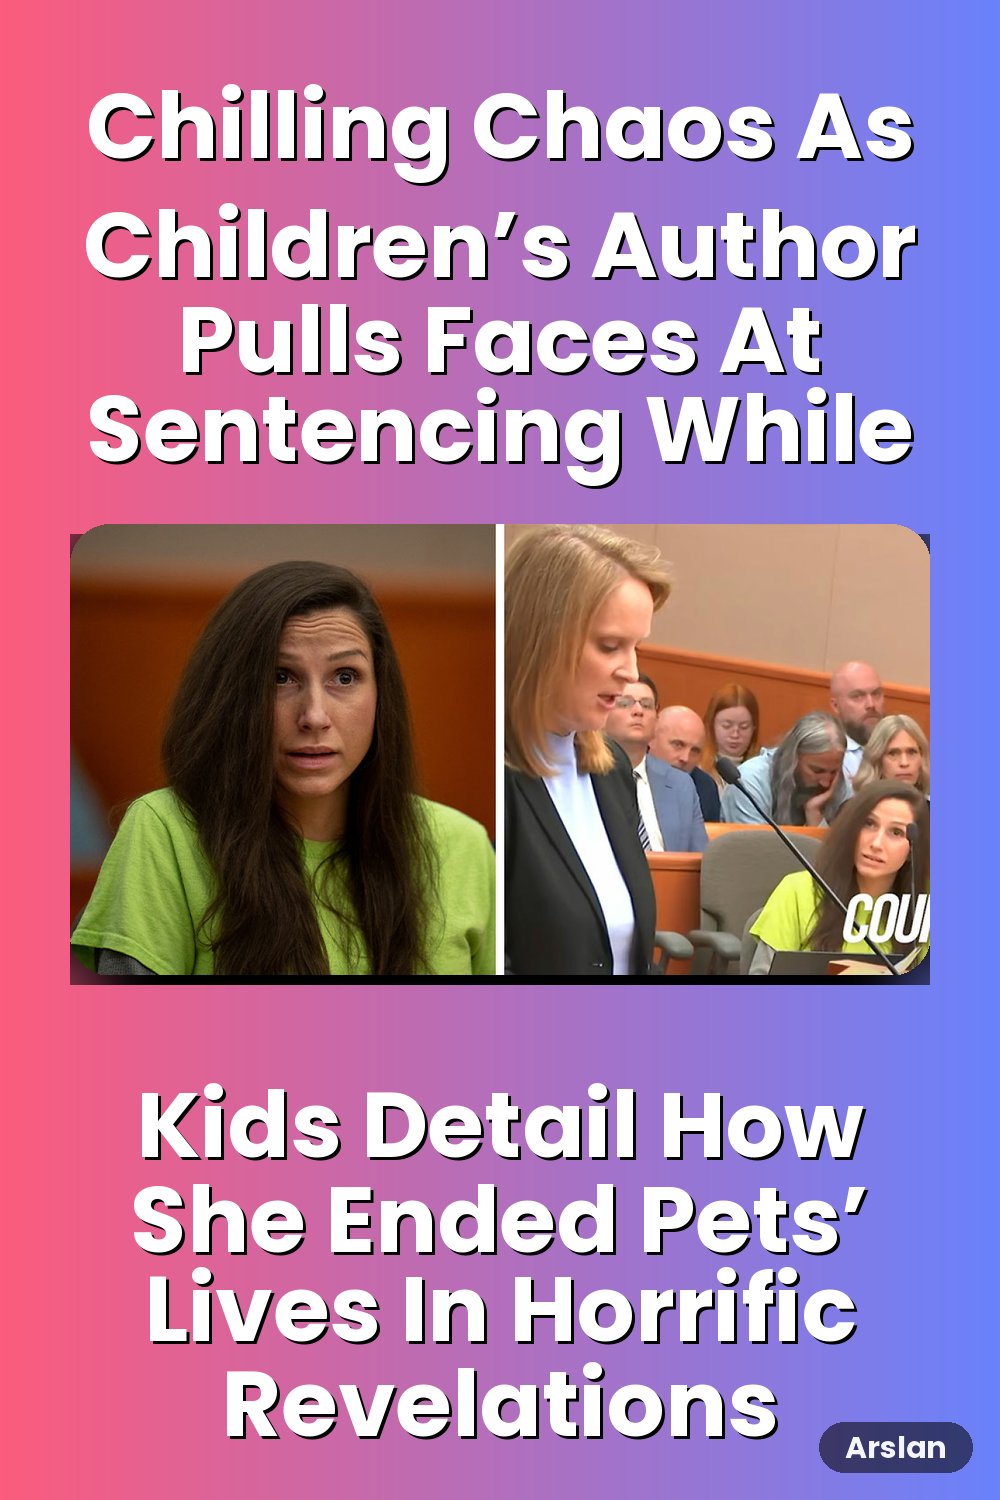 Chilling Chaos As
Children’s Author
Pulls Faces At
Sentencing While
COU
Kids Detail How
She Ended Pets’
Lives In Horrific
Revelations
Arslan